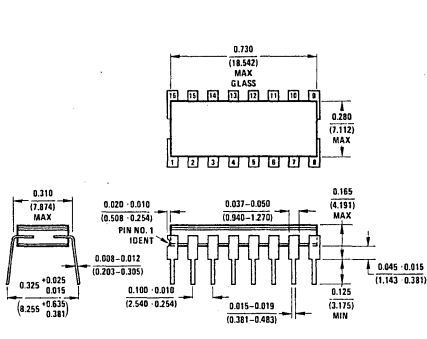 0.730
(18.542)
MAX
GLASS
16 15 14 13 12 11 10 9
0.280
(7.112)
MAX
1 2 3 4 5 6 7 8
0.310
(7.874)
MAX
0.020 ·0.010
(0.508 ·0.254)
PIN NO. 1
IDENT
0.037–0.050
(0.940–1.270)
0.165
(4.191)
MAX
0.008–0.012
(0.203–0.305)
0.045 ·0.015
(1.143 ·0.381)
0.325 +0.025
0.015
(8.255 +0.635
0.381)
0.100 ·0.010
(2.540 ·0.254)
0.015–0.019
(0.381–0.483)
0.125
(3.175)
MIN